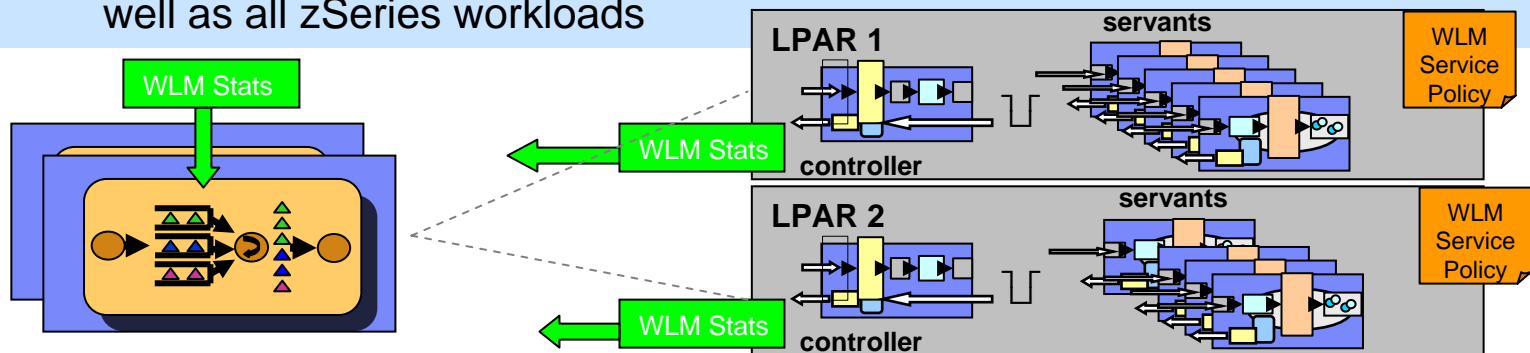 well as all zSeries workloads
WLM Stats
LPAR 1
servants
WLM
Service
Policy
WLM Stats
controller
LPAR 2
servants
WLM
Service
Policy
WLM Stats
controller